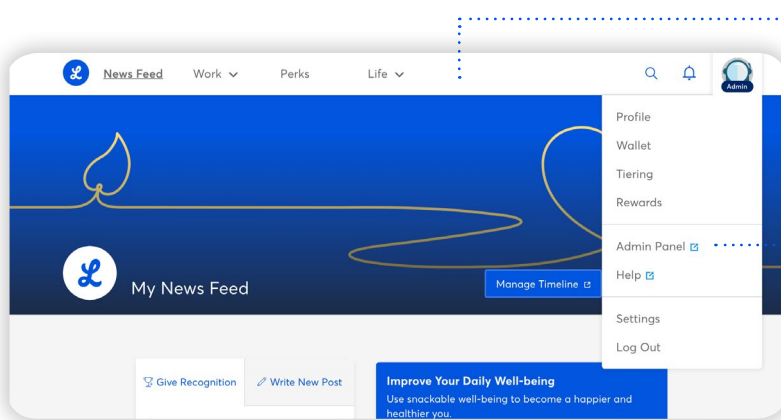 L News Feed Work Perks Life
Admin
Profile
Wallet
Tiering
Rewards
Admin Panel
Help
Settings
Log Out
L My News Feed
Manage Timeline
Give Recognition Write New Post
Improve Your Daily Well-being
Use snackable well-being to become a happier and
healthier you.